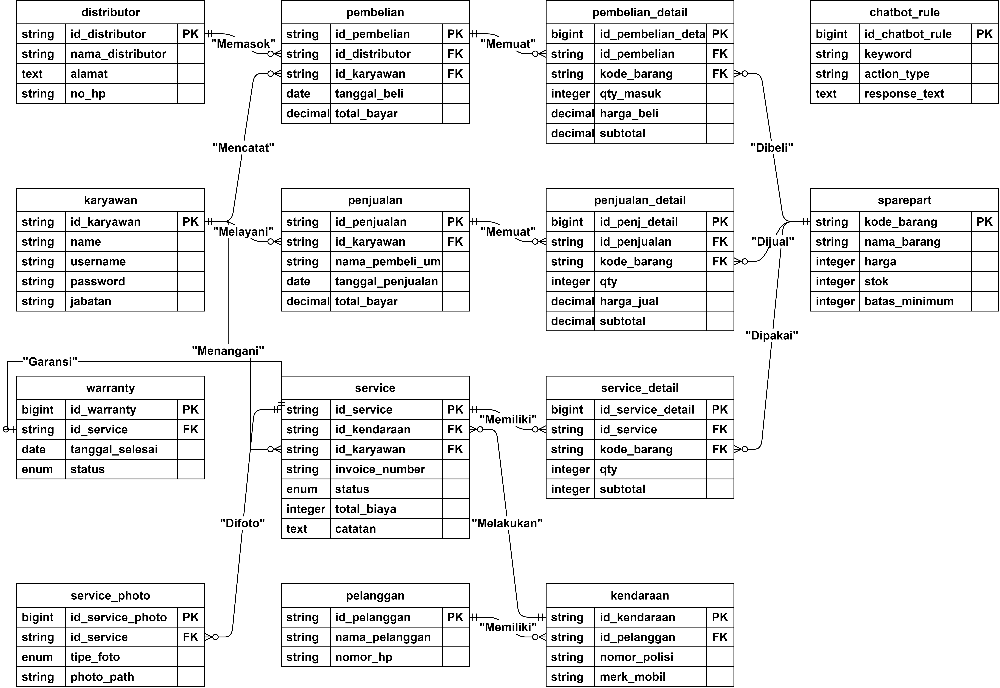 distributor
string id_distributor PK
string nama_distributor
text alamat
string no_hp
"Memasok"
pembelian
string id_pembelian PK
string id_distributor FK
string id_karyawan FK
date tanggal_beli
decimal total_bayar
"Memuat"
pembelian_detail
bigint id_pembelian_deta PK
string id_pembelian FK
string kode_barang FK
integer qty_masuk
decimal harga_beli
decimal subtotal
chatbot_rule
bigint id_chatbot_rule PK
string keyword
string action_type
text response_text
"Mencatat"
"Dibeli"
karyawan
string id_karyawan PK
string name
string username
string password
string jabatan
"Melayani"
penjualan
string id_penjualan PK
string id_karyawan FK
string nama_pembeli_um
date tanggal_penjualan
decimal total_bayar
"Memuat"
penjualan_detail
bigint id_penj_detail PK
string id_penjualan FK
string kode_barang FK
integer qty
decimal harga_jual
decimal subtotal
"Dijual"
sparepart
string kode_barang PK
string nama_barang
integer harga
integer stok
integer batas_minimum
"Dipakai"
"Menangani"
"Garansi"
warranty
bigint id_warranty PK
string id_service FK
date tanggal_selesai
enum status
service
string id_service PK
string id_kendaraan FK
string id_karyawan FK
string invoice_number
enum status
integer total_biaya
text catatan
"Memiliki"
service_detail
bigint id_service_detail PK
string id_service FK
string kode_barang FK
integer qty
integer subtotal
"Difoto"
"Melakukan"
service_photo
bigint id_service_photo PK
string id_service FK
enum tipe_foto
string photo_path
pelanggan
string id_pelanggan PK
string nama_pelanggan
string nomor_hp
"Memiliki"
kendaraan
string id_kendaraan PK
string id_pelanggan FK
string nomor_polisi
string merk_mobil